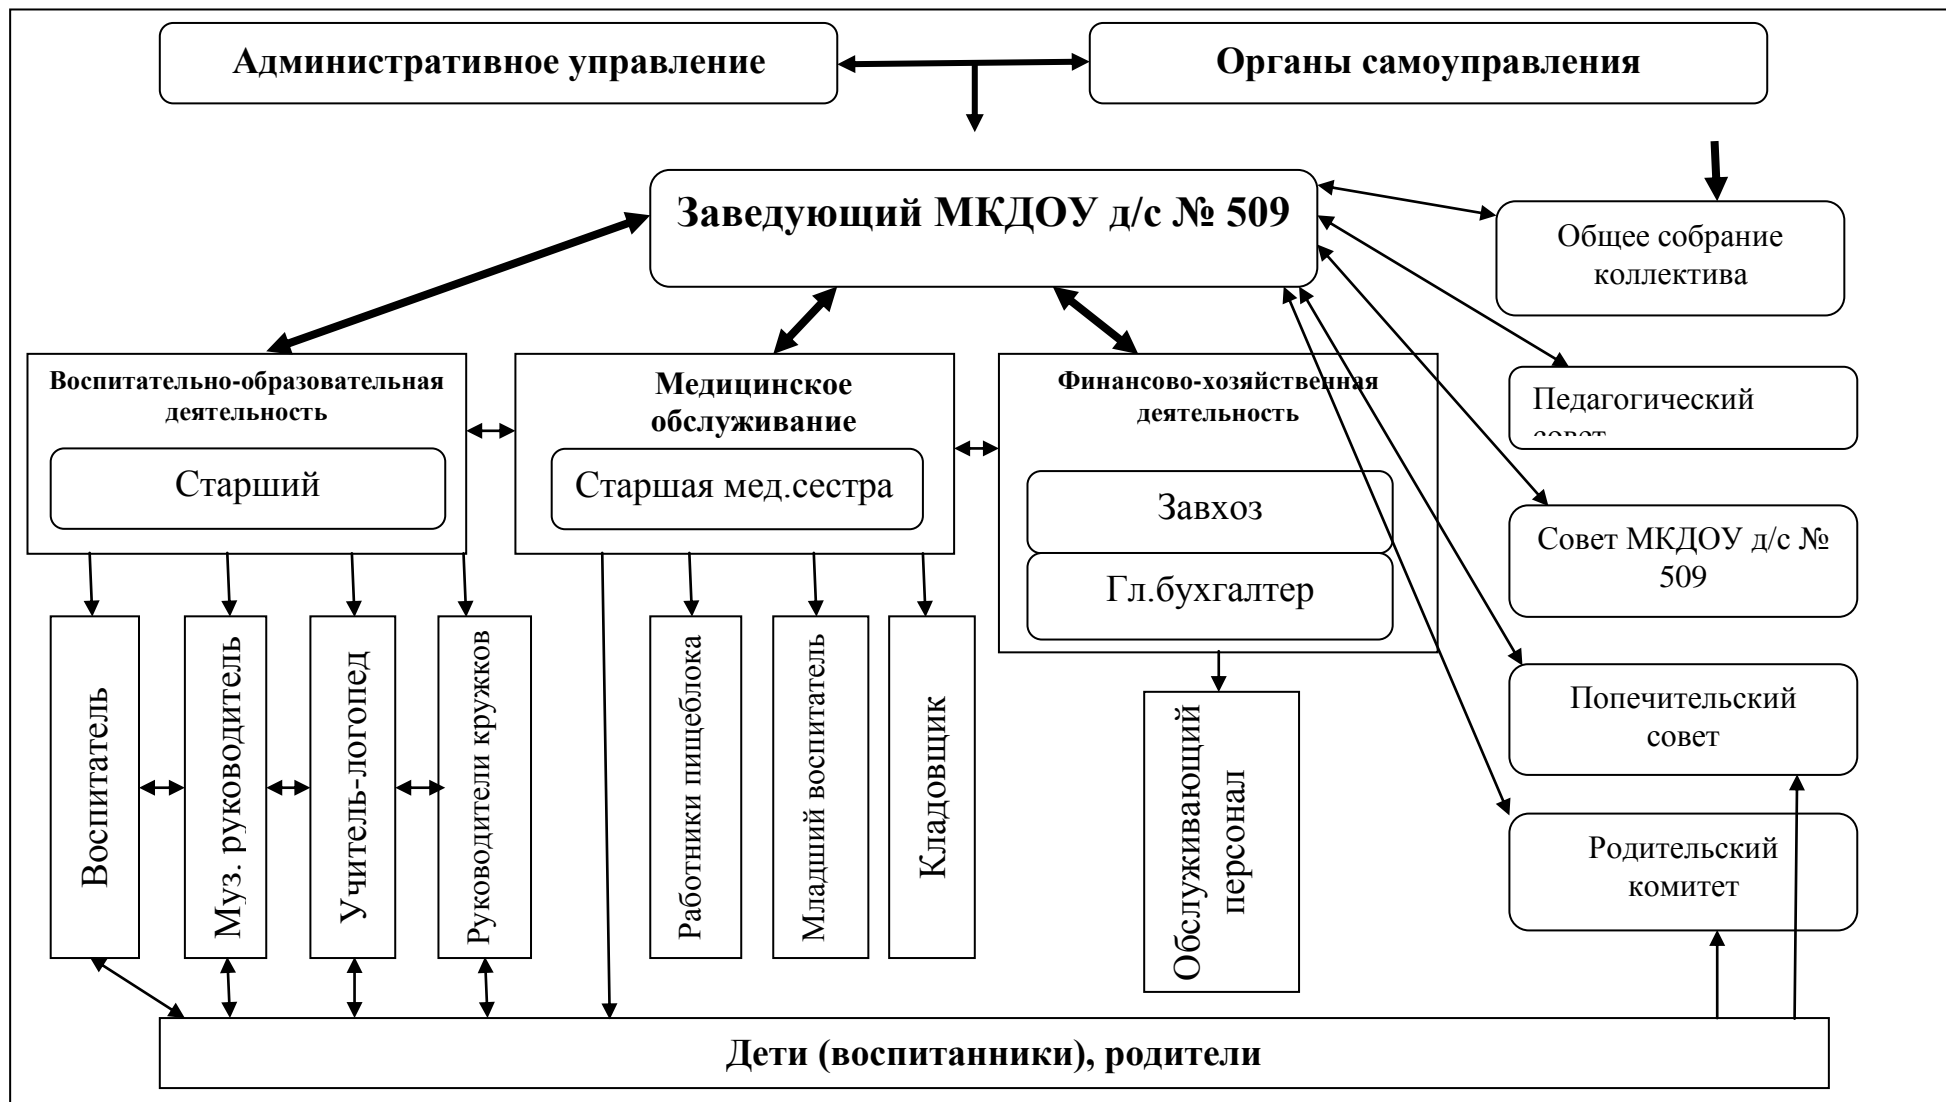 Административное управление
Органы самоуправления
Заведующий МКДОУ д/с № 509
Общее собрание
коллектива
Воспитательно-образовательная
деятельность
Старший
Медицинское
обслуживание
Старшая мед.сестра
Финансово-хозяйственная
деятельность
Завхоз
Гл.бухгалтер
Педагогический
совет
Совет МКДОУ д/с №
509
Попечительский
совет
Родительский
комитет
Воспитатель
Муз. руководитель
Учитель-логопед
Руководители кружков
Работники пищеблока
Младший воспитатель
Кладовщик
Обслуживающий
персонал
Дети (воспитанники), родители